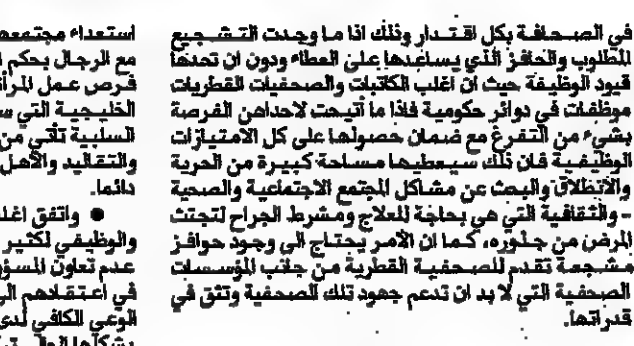 في الصحافة بكل اقتدار وذلك اذا ما وجدت التشجيع
المطلوب والحافز الذي يساعدها على العطاء ودون ان تحدها
قيود الوظيفة حيث ان اغلب الكاتبات والصحفيات القطريات
موظفات في دوائر حكومية فاذا ما أتيحت لاحداهن الفرصة
بشيء من التفرغ مع ضمان حصولها على كل الامتيازات
الوظيفية فان ذلك سيعطيها مساحة كبيرة من الحرية
والانطلاق والبحث عن مشاكل المجتمع الاجتماعية والصحية
- والثقافية التي هي بحاجة للعلاج ومشرط الجراح لتجتث
المرض من جذوره، كما ان الأمر يحتاج الى وجود حوافز
مشجعة تقدم للصحفية القطرية من جانب المؤسسات
الصحفية التي لا بد ان تدعم جهود تلك الصحفية وتثق في
قدراتها.
استعداء مجتمعه
مع الرجال بحكم
فرص عمل المرأ
الخليجية التي
السلبية تأتي من
والتقاليد والأهل
دائما.
● واتفق اغل
والوظيفي لكثير
عدم تعاون المسؤ
في اعتقادهم ال
الوعي الكافي لدى